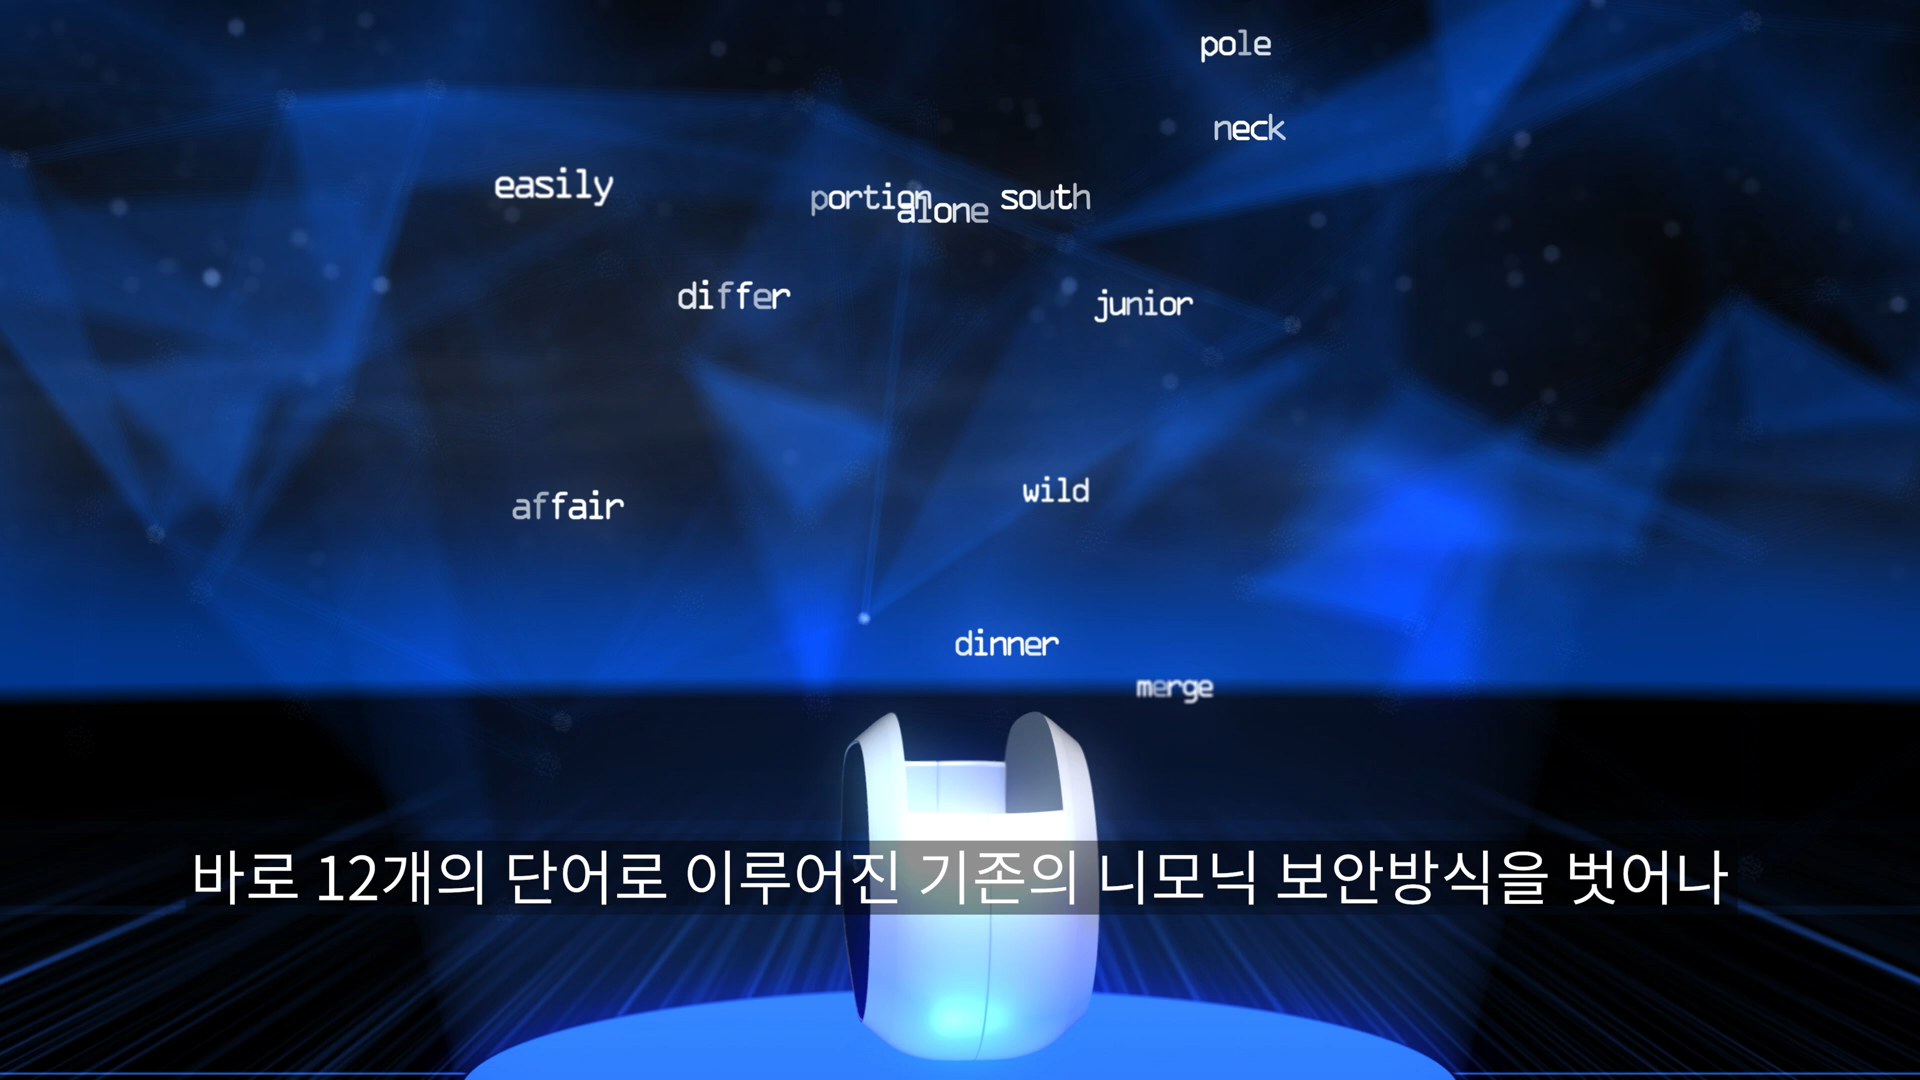 pole
neck
easily
portion
alone
south
differ
junior
wild
affair
dinner
merge
바로 12개의 단어로 이루어진 기존의 니모닉 보안방식을 벗어나